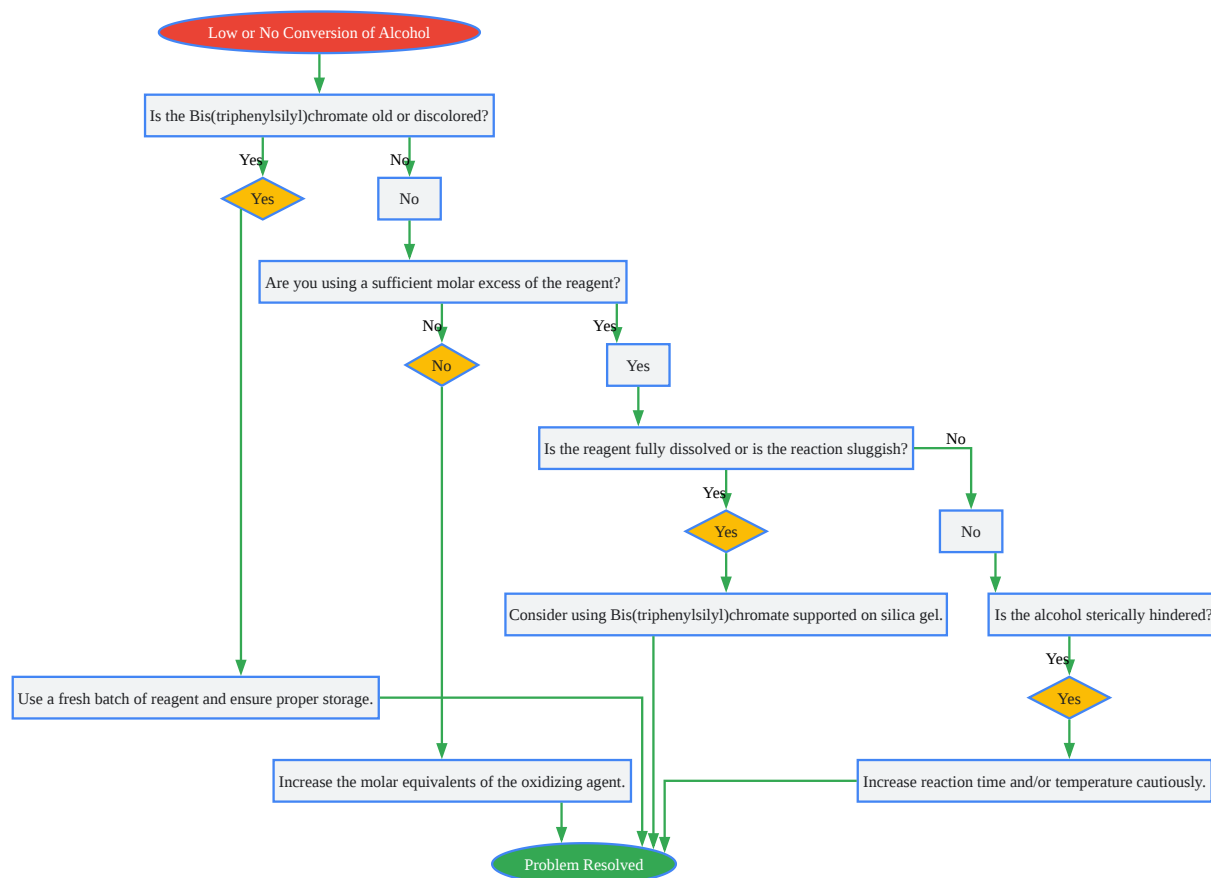 Low or No Conversion of Alcohol
Is the Bis(triphenylsilyl)chromate old or discolored?
Yes
No
Yes
No
Are you using a sufficient molar excess of the reagent?
No
Yes
No
Yes
Is the reagent fully dissolved or is the reaction sluggish?
No
Yes
Yes
No
Consider using Bis(triphenylsilyl)chromate supported on silica gel.
Is the alcohol sterically hindered?
Yes
Use a fresh batch of reagent and ensure proper storage.
Yes
Increase the molar equivalents of the oxidizing agent.
Increase reaction time and/or temperature cautiously.
Problem Resolved